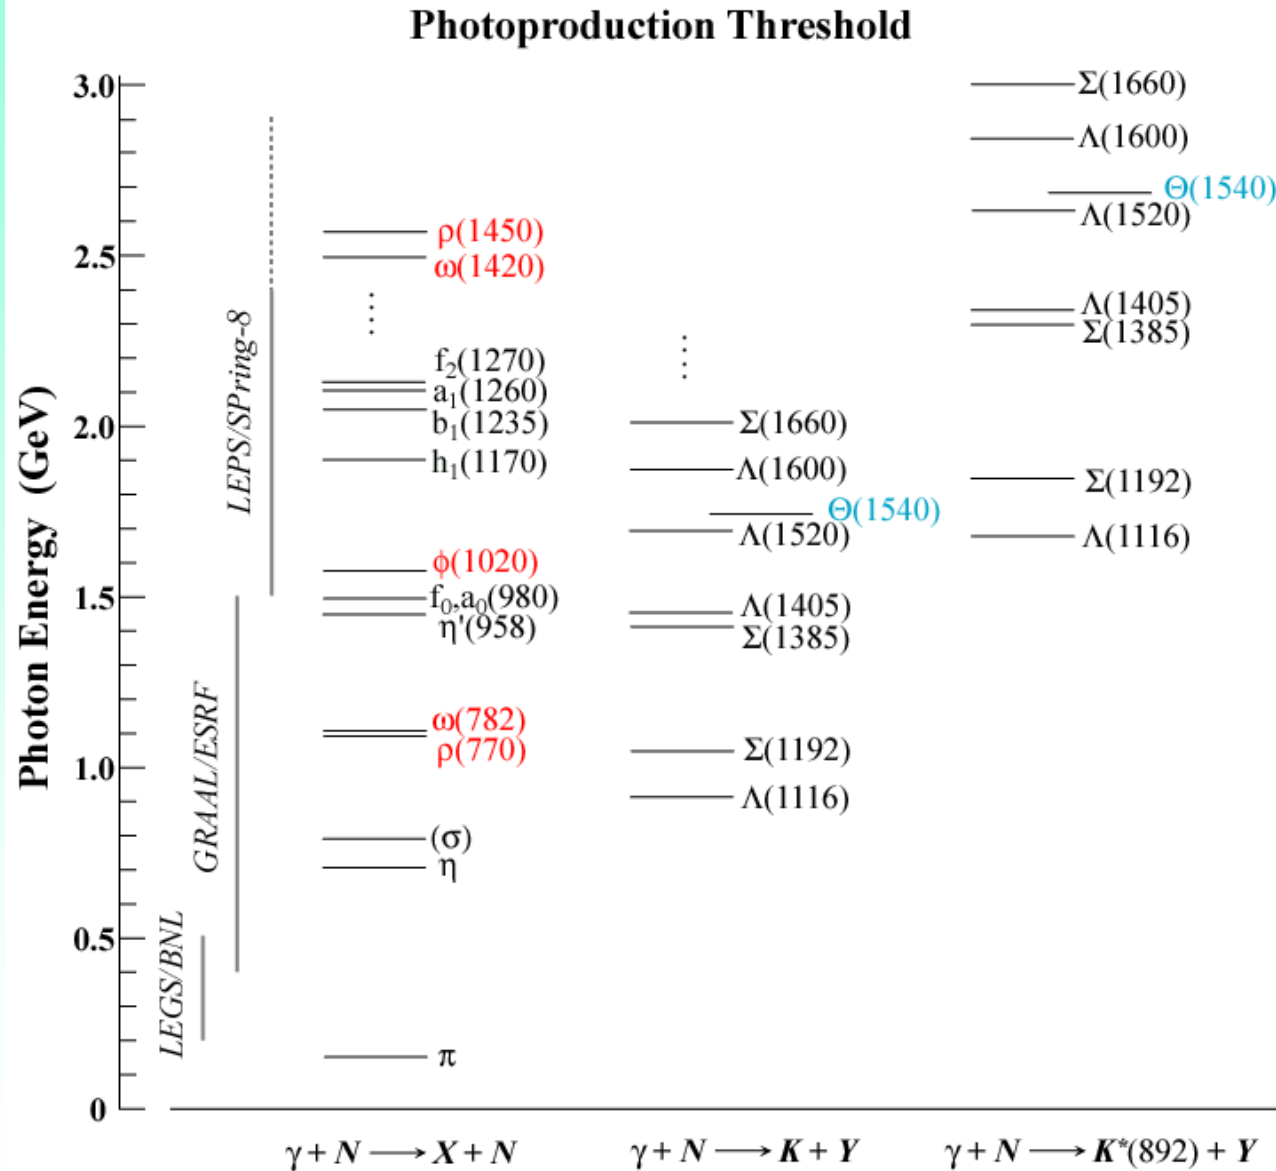 Photoproduction Threshold
Photon Energy (GeV)
3.0
2.5
2.0
1.5
1.0
0.5
0
LEPS/SPring-8
GRAAL/ESRF
LEGS/BNL
ρ(1450)
ω(1420)
f₂(1270)
a₁(1260)
b₁(1235)
h₁(1170)
ϕ(1020)
f₀,a₀(980)
η'(958)
ω(782)
ρ(770)
(σ)
η
π
γ + N ⟶ X + N
Σ(1660)
Λ(1600)
Θ(1540)
Λ(1520)
Λ(1405)
Σ(1385)
Σ(1192)
Λ(1116)
γ + N ⟶ K + Y
Σ(1660)
Λ(1600)
Θ(1540)
Λ(1520)
Λ(1405)
Σ(1385)
Σ(1192)
Λ(1116)
γ + N ⟶ K*(892) + Y